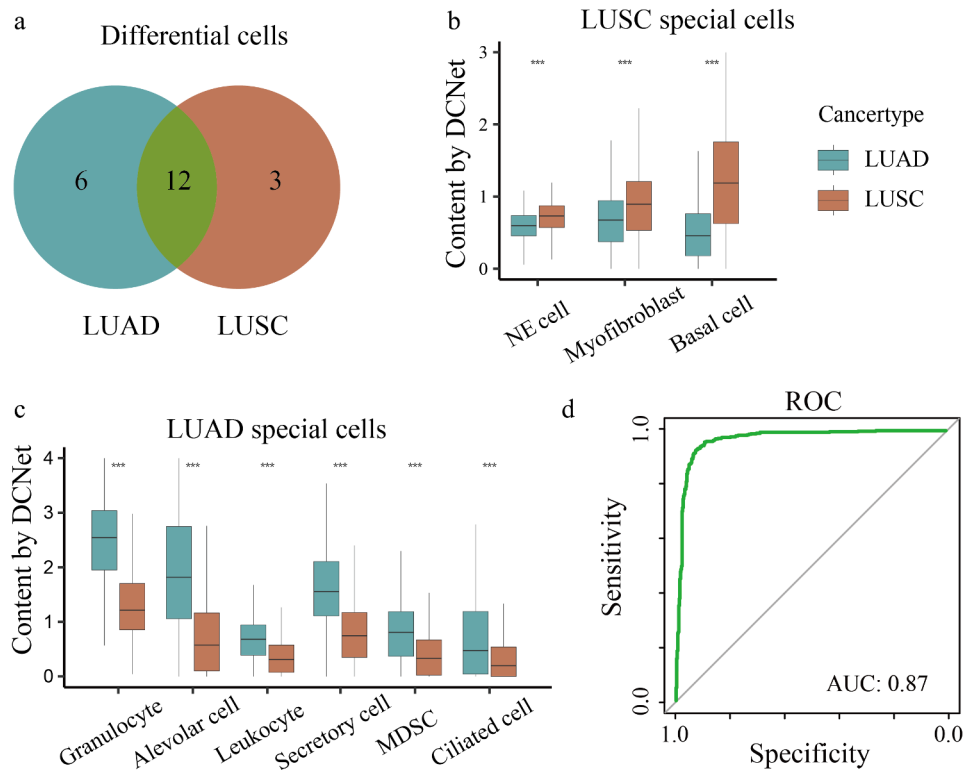 a
Differential cells
6
12
3
LUAD
LUSC
b
LUSC special cells
Content by DCNet
3
2
1
0
***
***
***
NE cell
Myofibroblast
Basal cell
Cancertype
LUAD
LUSC
c
LUAD special cells
Content by DCNet
4
3
2
1
0
***
***
***
***
***
***
Granulocyte
Alevolar cell
Leukocyte
Secretory cell
MDSC
Ciliated cell
d
ROC
Sensitivity
1.0
0.0
AUC: 0.87
1.0
0.0
Specificity